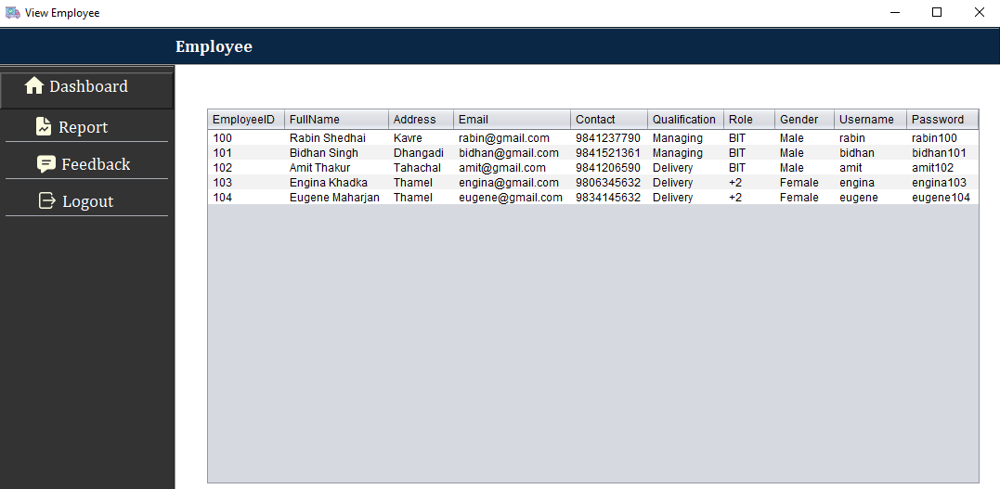 View Employee
Employee
Dashboard
Report
Feedback
Logout
EmployeeID FullName Address Email Contact Qualification Role Gender Username Password
100 Rabin Shedhai Kavre rabin@gmail.com 9841237790 Managing BIT Male rabin rabin100
101 Bidhan Singh Dhangadi bidhan@gmail.com 9841521361 Managing BIT Male bidhan bidhan101
102 Amit Thakur Tahachal amit@gmail.com 9841206590 Delivery BIT Male amit amit102
103 Engina Khadka Thamel engina@gmail.com 9806345632 Delivery +2 Female engina engina103
104 Eugene Maharjan Thamel eugene@gmail.com 9834145632 Delivery +2 Female eugene eugene104